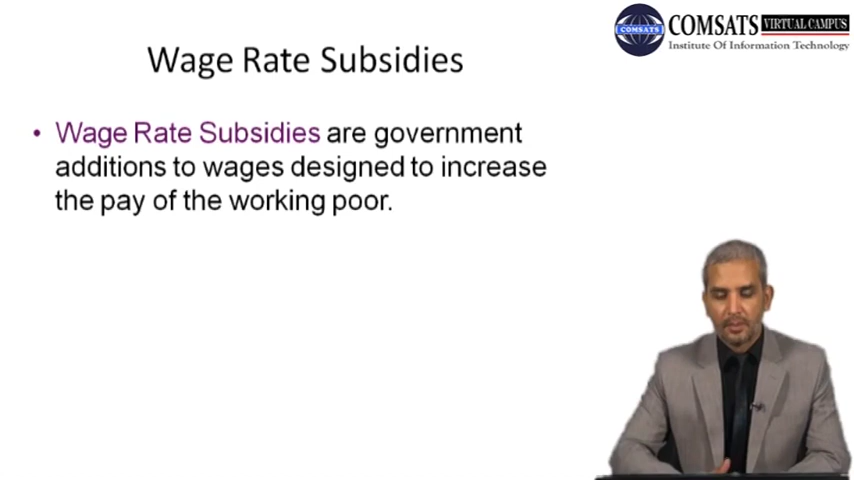 COMSATS
COMSATS VIRTUAL CAMPUS
Institute Of Information Technology
Wage Rate Subsidies
• Wage Rate Subsidies are government
additions to wages designed to increase
the pay of the working poor.